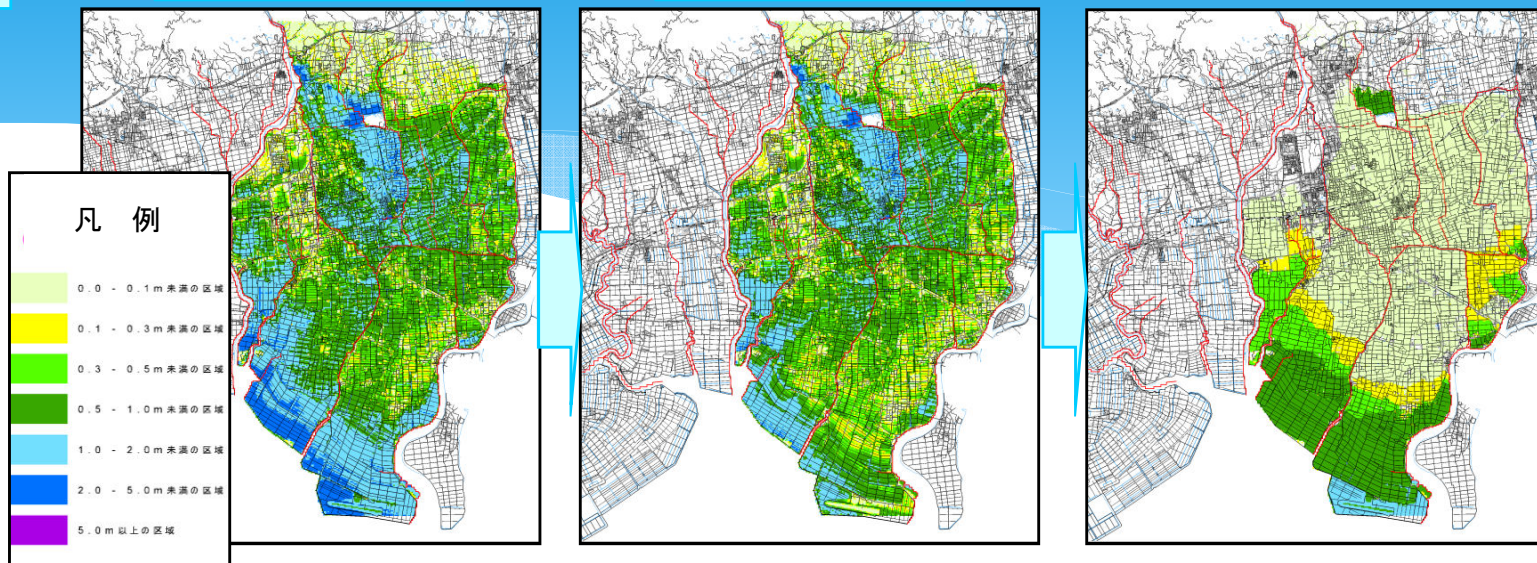 凡 例
0.0 - 0.1m未満の区域
0.1 - 0.3m未満の区域
0.3 - 0.5m未満の区域
0.5 - 1.0m未満の区域
1.0 - 2.0m未満の区域
2.0 - 5.0m未満の区域
5.0m以上の区域